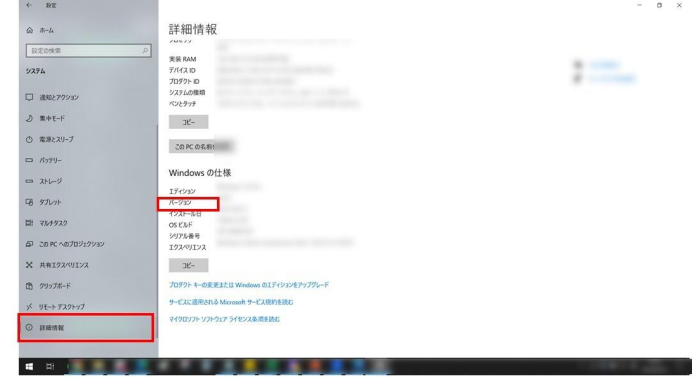 設定
ホーム
設定の検索
システム
通知とアクション
集中モード
電源とスリープ
バッテリー
ストレージ
タブレット
マルチタスク
この PC へのプロジェクション
共有エクスペリエンス
クリップボード
リモート デスクトップ
詳細情報
詳細情報
実装 RAM
デバイス ID
プロダクト ID
システムの種類
ペンとタッチ
コピー
この PC の名前
Windows の仕様
エディション
バージョン
インストール日
OS ビルド
シリアル番号
エクスペリエンス
コピー
プロダクト キーの変更または Windows のエディションをアップグレード
サービスに適用される Microsoft サービス規約を読む
マイクロソフト ソフトウェア ライセンス条項を読む